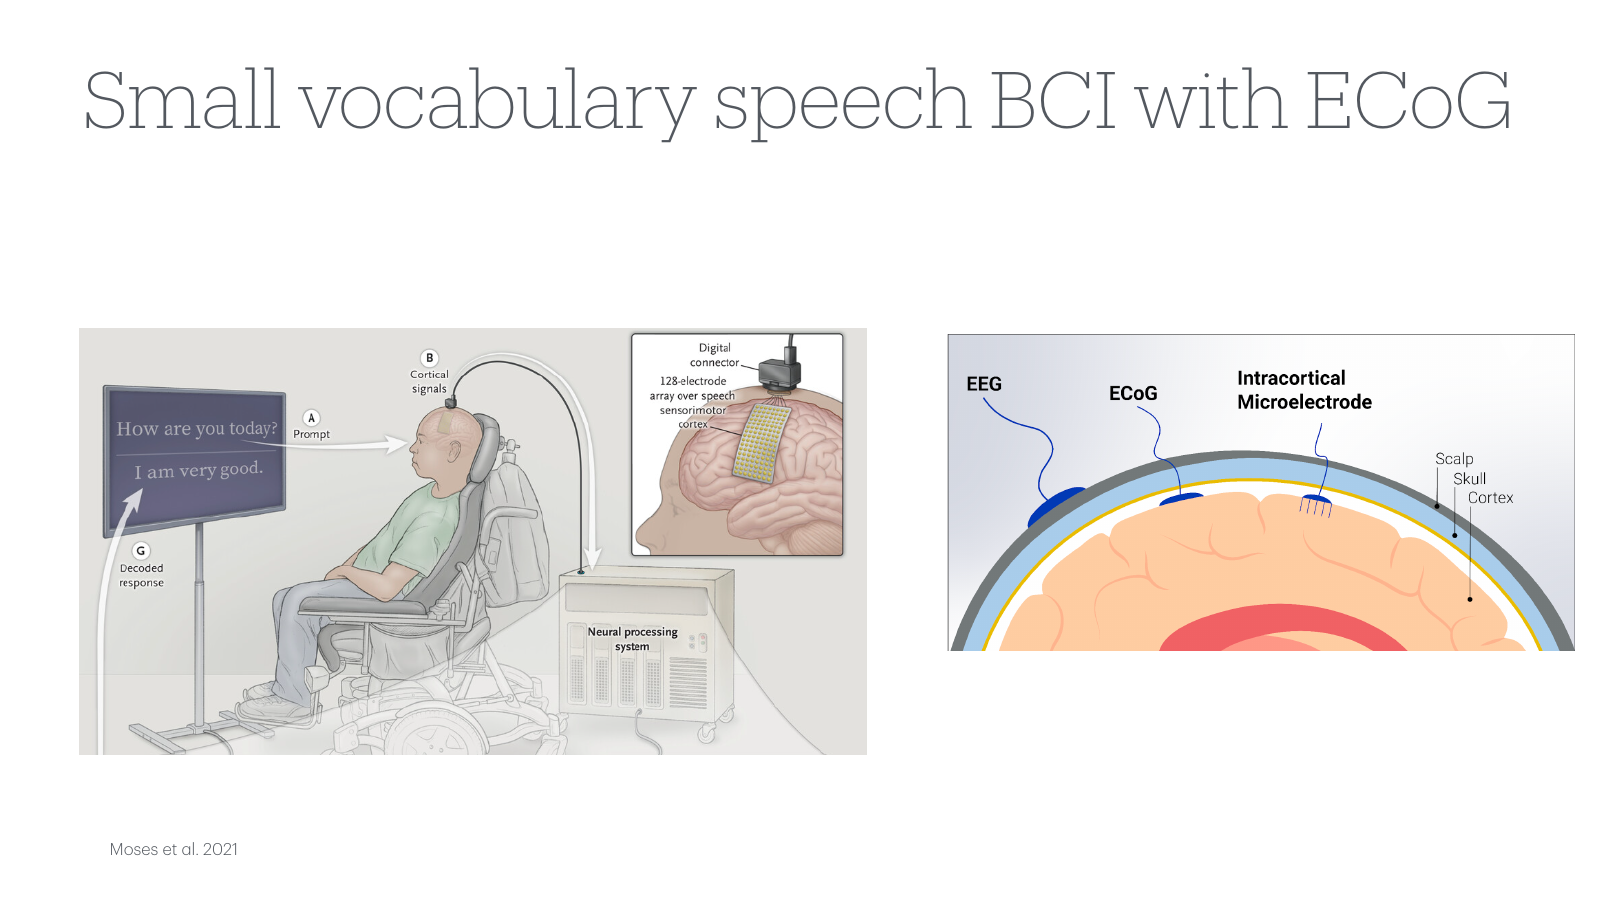 Small vocabulary speech BCI with ECoG
How are you today?
I am very good.
A
Prompt
B
Cortical
signals
G
Decoded
response
Digital
connector
128-electrode
array over speech
sensorimotor
cortex
Neural processing
system
EEG
ECoG
Intracortical
Microelectrode
Scalp
Skull
Cortex
Moses et al. 2021